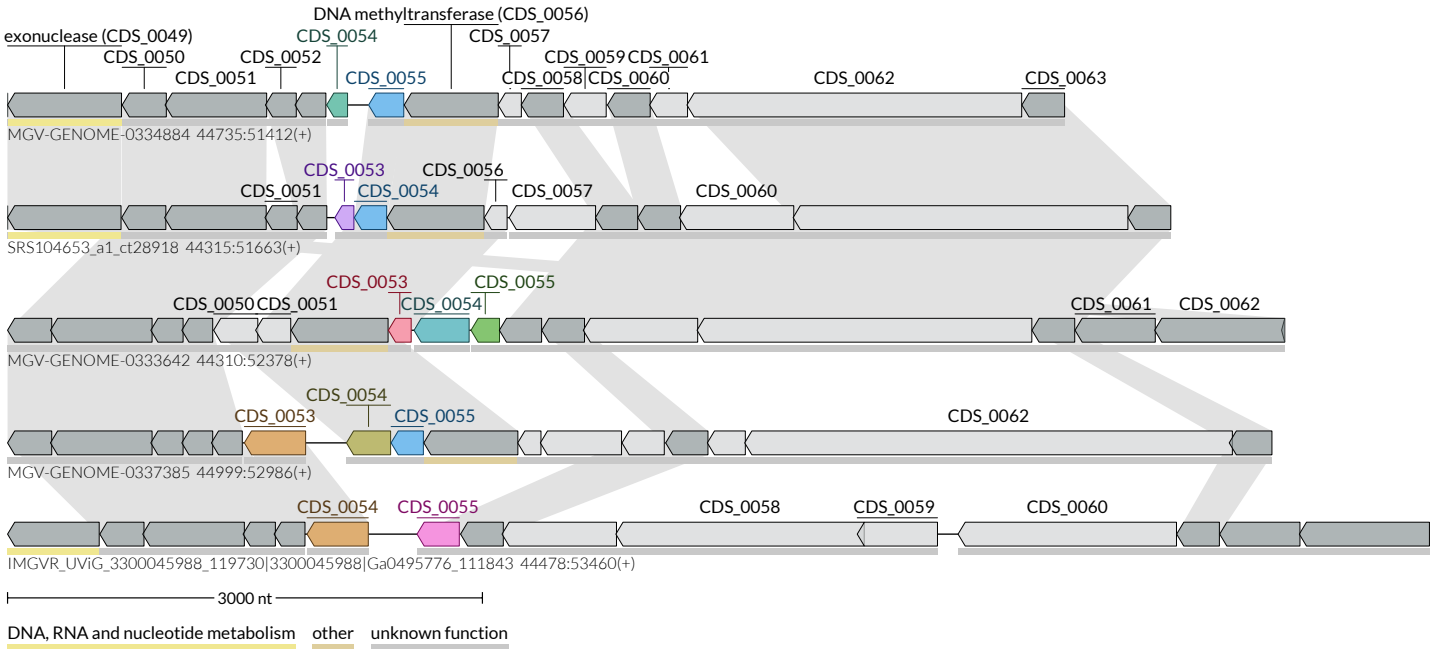 DNA methyltransferase (CDS_0056)
exonuclease (CDS_0049) CDS_0054 CDS_0057
CDS_0050 CDS_0052 CDS_0059 CDS_0061
CDS_0051 CDS_0055 CDS_0058 CDS_0060 CDS_0062 CDS_0063
MGV-GENOME-0334884 44735:51412(+)
CDS_0053 CDS_0056
CDS_0051 CDS_0054 CDS_0057 CDS_0060
SRS104653_a1_ct28918 44315:51663(+)
CDS_0053 CDS_0055
CDS_0050 CDS_0051 CDS_0054 CDS_0061 CDS_0062
MGV-GENOME-0333642 44310:52378(+)
CDS_0054
CDS_0053 CDS_0055 CDS_0062
MGV-GENOME-0337385 44999:52986(+)
CDS_0054 CDS_0055 CDS_0058 CDS_0059 CDS_0060
IMGVR_UViG_3300045988_119730|3300045988|Ga0495776_111843 44478:53460(+)
3000 nt
DNA, RNA and nucleotide metabolism other unknown function